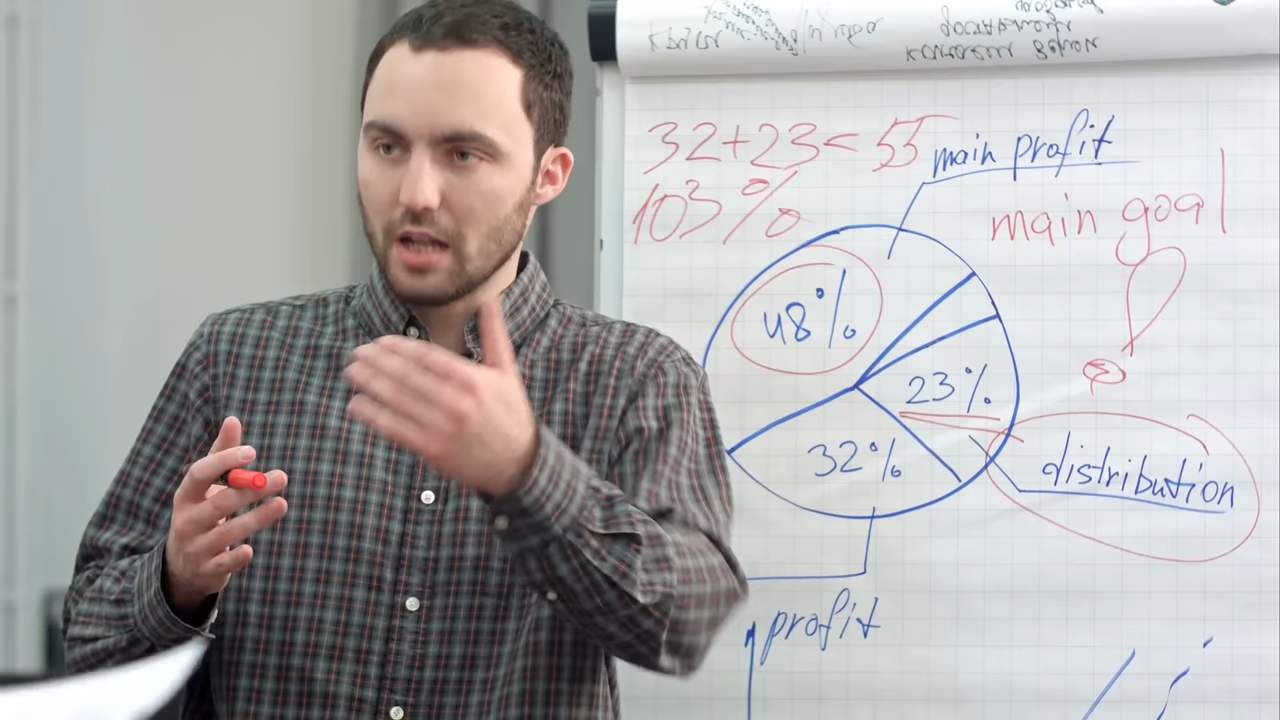 32+23= 55
main profit
103%
main goal
48%
23%
32%
distribution
profit